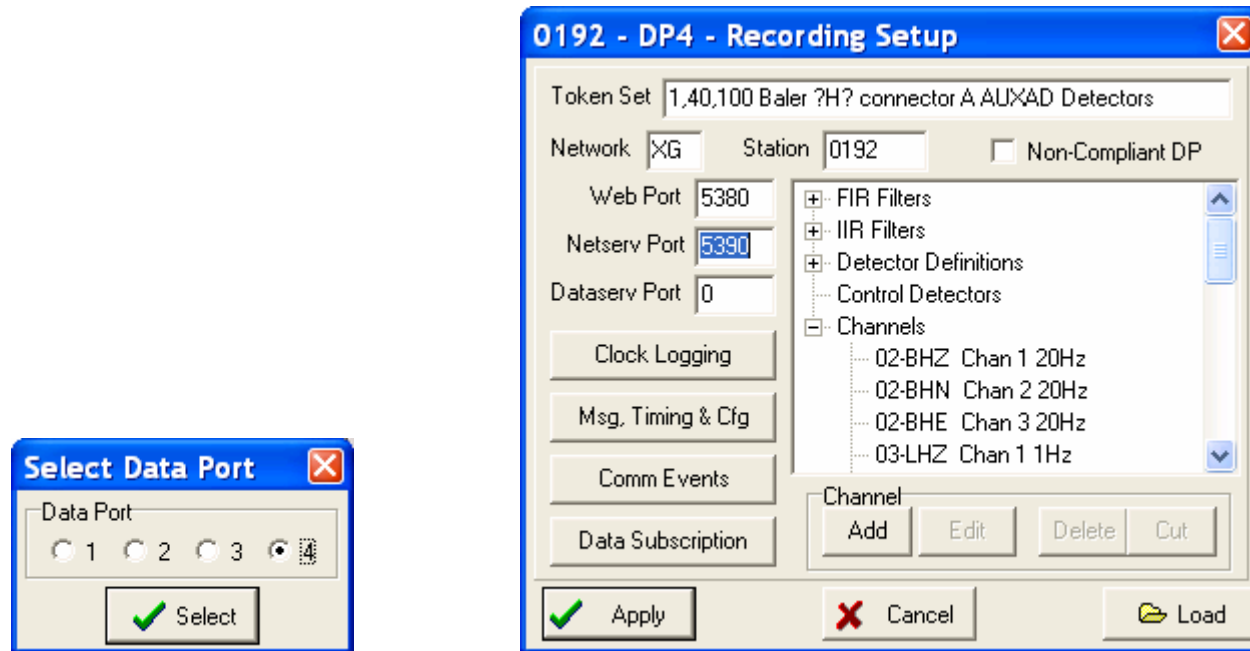 Select Data Port
Data Port
1 2 3 4
Select
0192 - DP4 - Recording Setup
Token Set 1,40,100 Baler ?H? connector A AUXAD Detectors
Network XG Station 0192 Non-Compliant DP
Web Port 5380
Netserv Port 5390
Dataserv Port 0
Clock Logging
Msg, Timing & Cfg
Comm Events
Data Subscription
FIR Filters
IIR Filters
Detector Definitions
Control Detectors
Channels
02-BHZ Chan 1 20Hz
02-BHN Chan 2 20Hz
02-BHE Chan 3 20Hz
03-LHZ Chan 1 1Hz
Channel
Add Edit Delete Cut
Apply Cancel Load